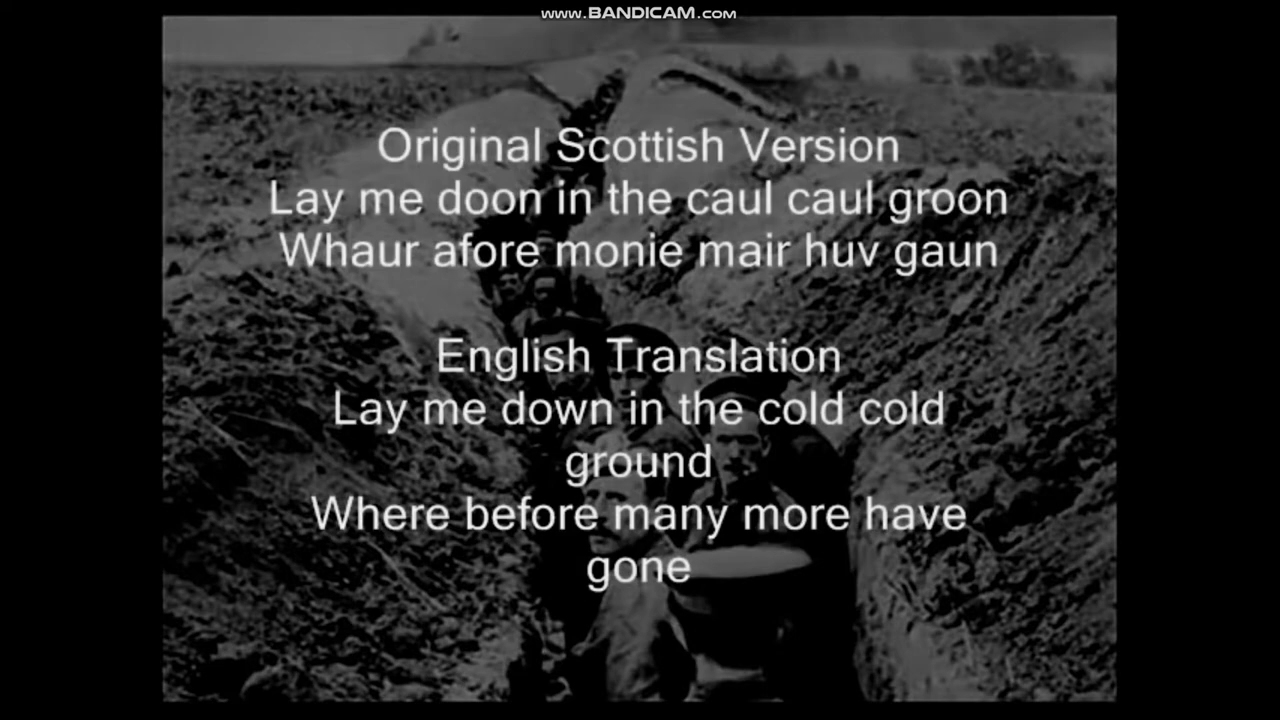 www.BANDICAM.com
Original Scottish Version
Lay me doon in the caul caul groon
Whaur afore monie mair huv gaun
English Translation
Lay me down in the cold cold
ground
Where before many more have
gone